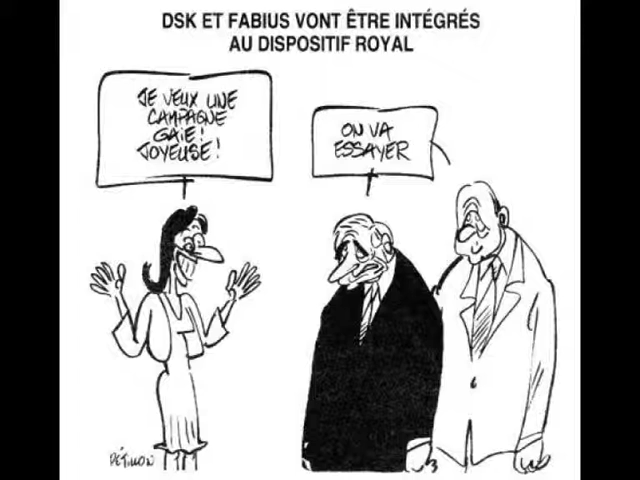 DSK ET FABIUS VONT ÊTRE INTÉGRÉS
AU DISPOSITIF ROYAL
JE VEUX UNE
CAMPAGNE
GAIE!
JOYEUSE!
ON VA
ESSAYER
PÉTILLON